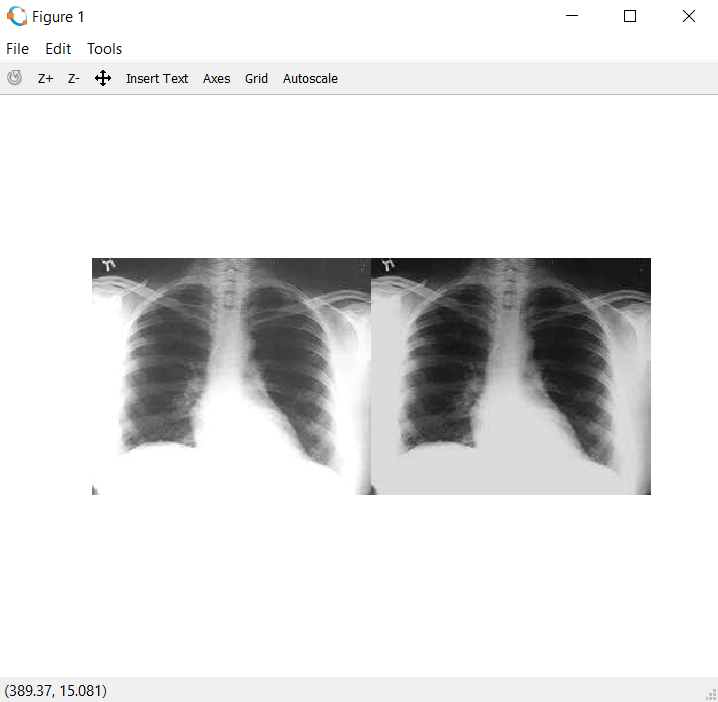 Figure 1
File Edit Tools
Z+ Z- Insert Text Axes Grid Autoscale
(389.37, 15.081)